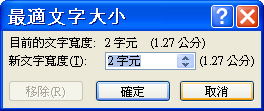 最適文字大小
目前的文字寬度: 2 字元 (1.27 公分)
新文字寬度(T): 2 字元 (1.27 公分)
移除(R) 確定 取消